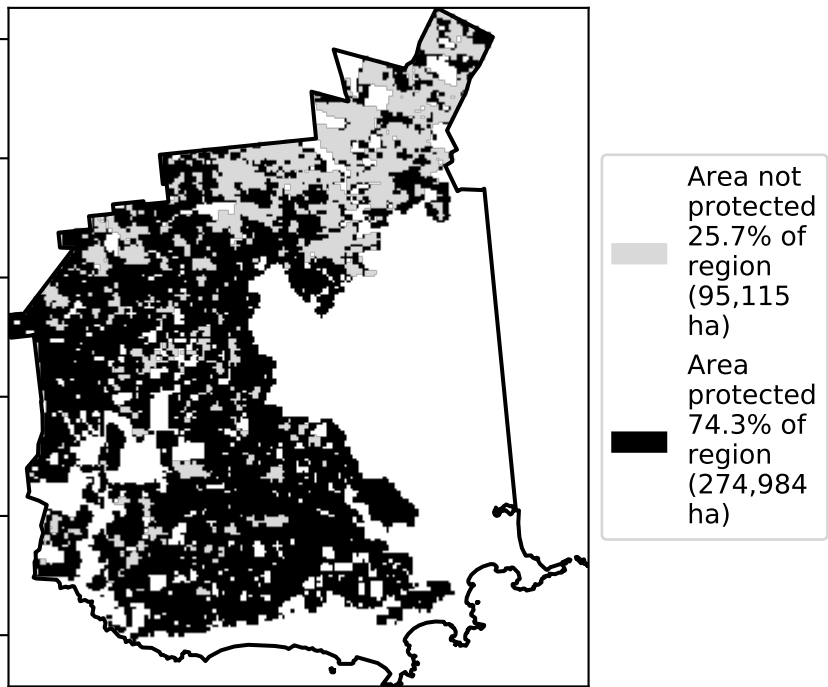 Area not
protected
25.7% of
region
(95,115
ha)
Area
protected
74.3% of
region
(274,984
ha)